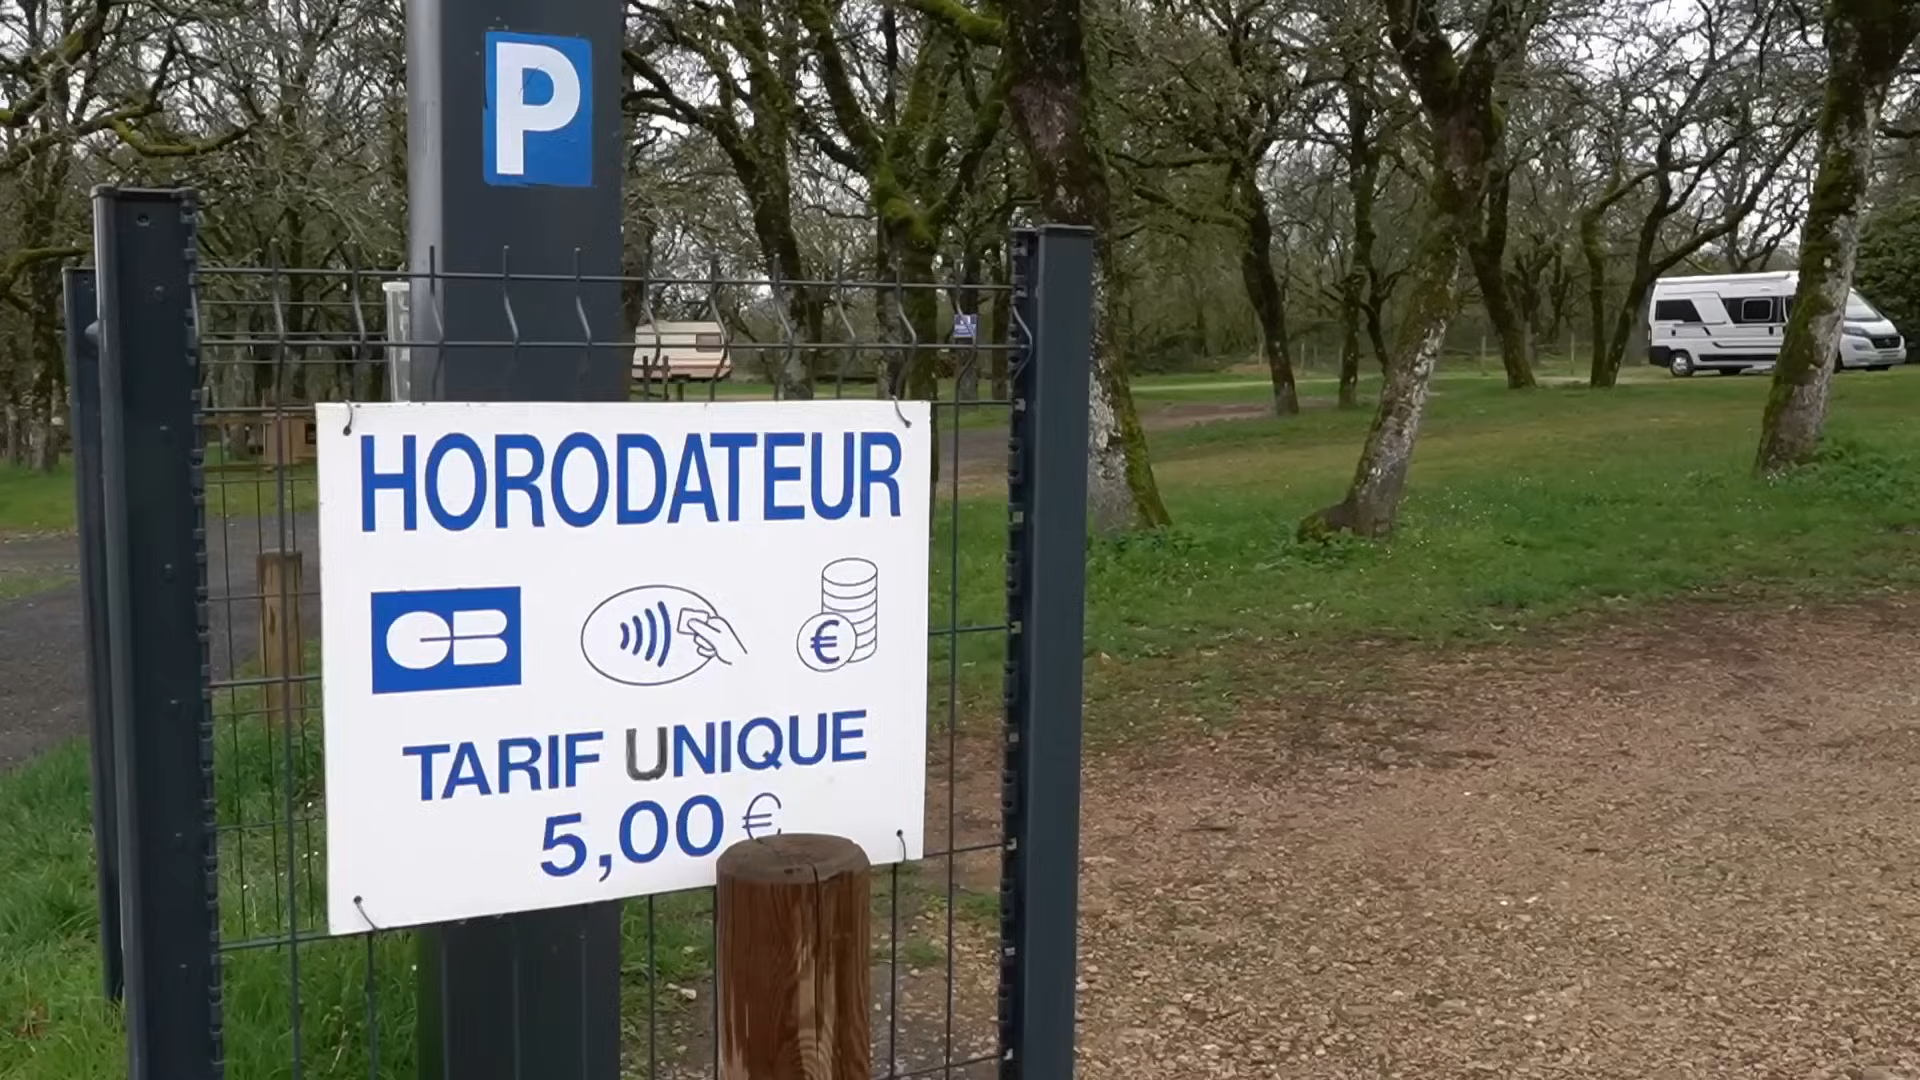 P
HORODATEUR
CB
€
TARIF UNIQUE
5,00 €